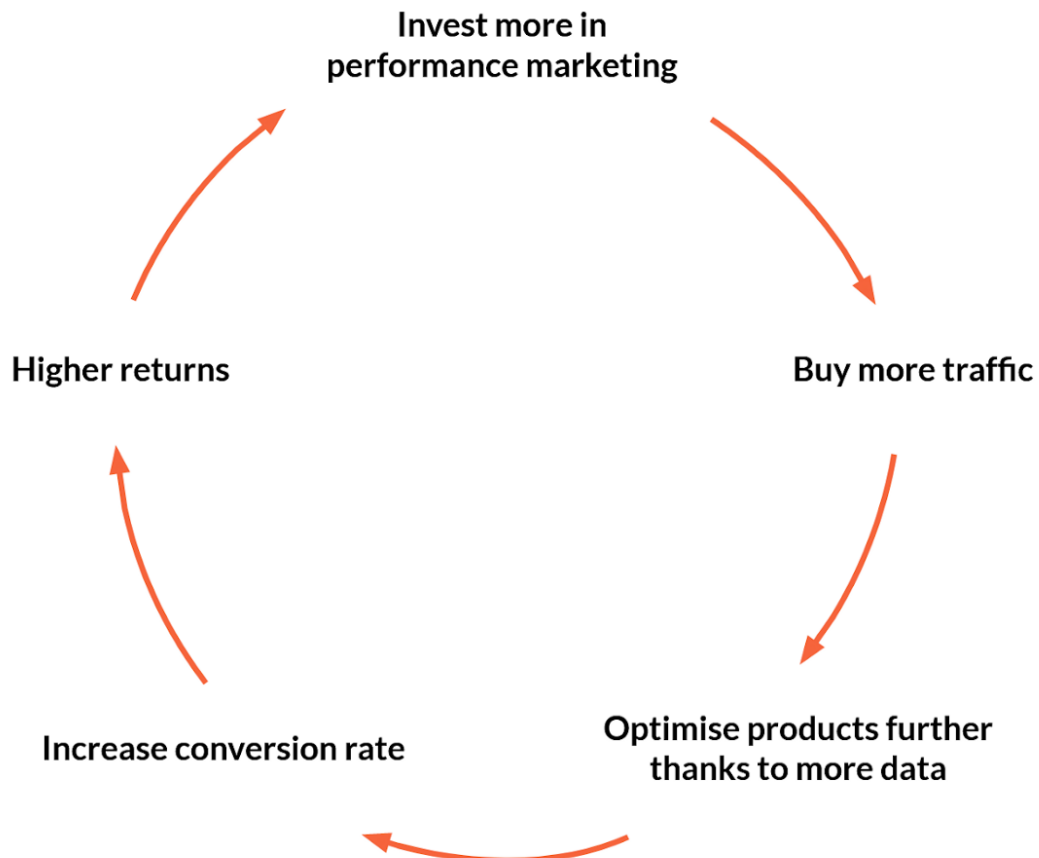 Invest more in
performance marketing
Buy more traffic
Optimise products further
thanks to more data
Increase conversion rate
Higher returns